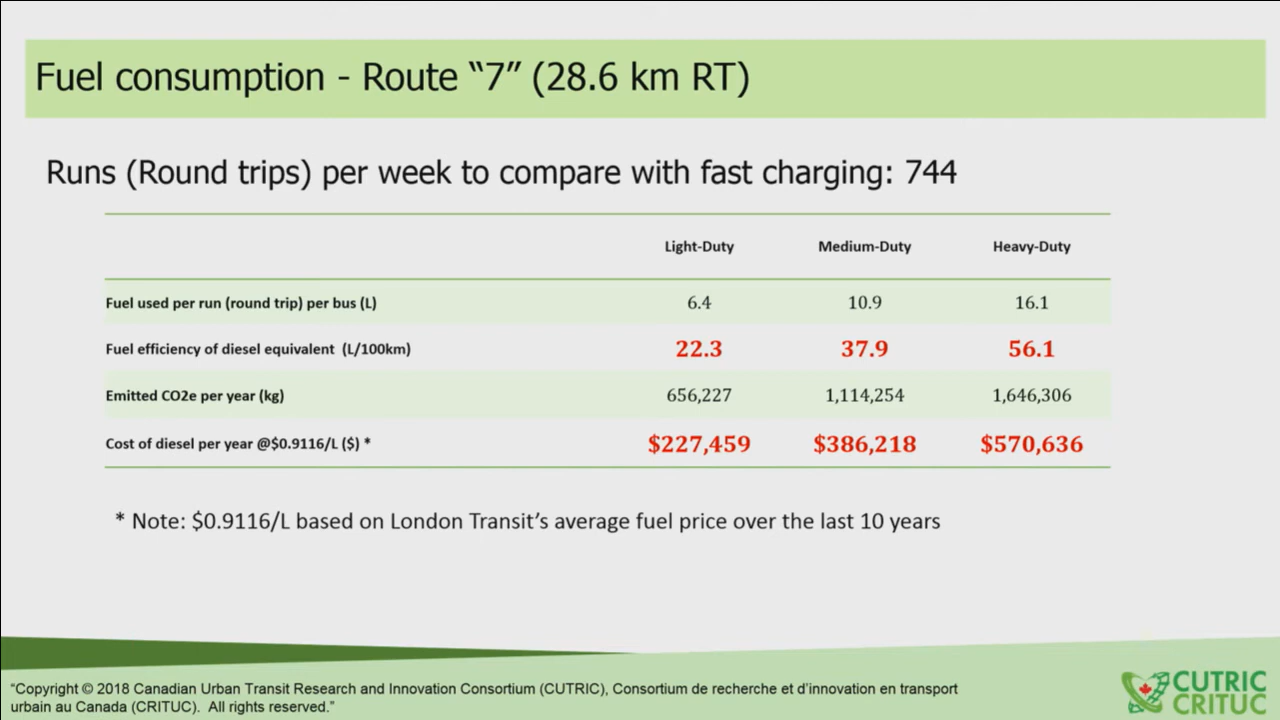 Fuel consumption - Route “7” (28.6 km RT)
Runs (Round trips) per week to compare with fast charging: 744
Light-Duty Medium-Duty Heavy-Duty
Fuel used per run (round trip) per bus (L) 6.4 10.9 16.1
Fuel efficiency of diesel equivalent (L/100km) 22.3 37.9 56.1
Emitted CO2e per year (kg) 656,227 1,114,254 1,646,306
Cost of diesel per year @$0.9116/L ($) * $227,459 $386,218 $570,636
* Note: $0.9116/L based on London Transit’s average fuel price over the last 10 years
“Copyright © 2018 Canadian Urban Transit Research and Innovation Consortium (CUTRIC), Consortium de recherche et d’innovation en transport
urbain au Canada (CRITUC). All rights reserved.”
CUTRIC
CRITUC